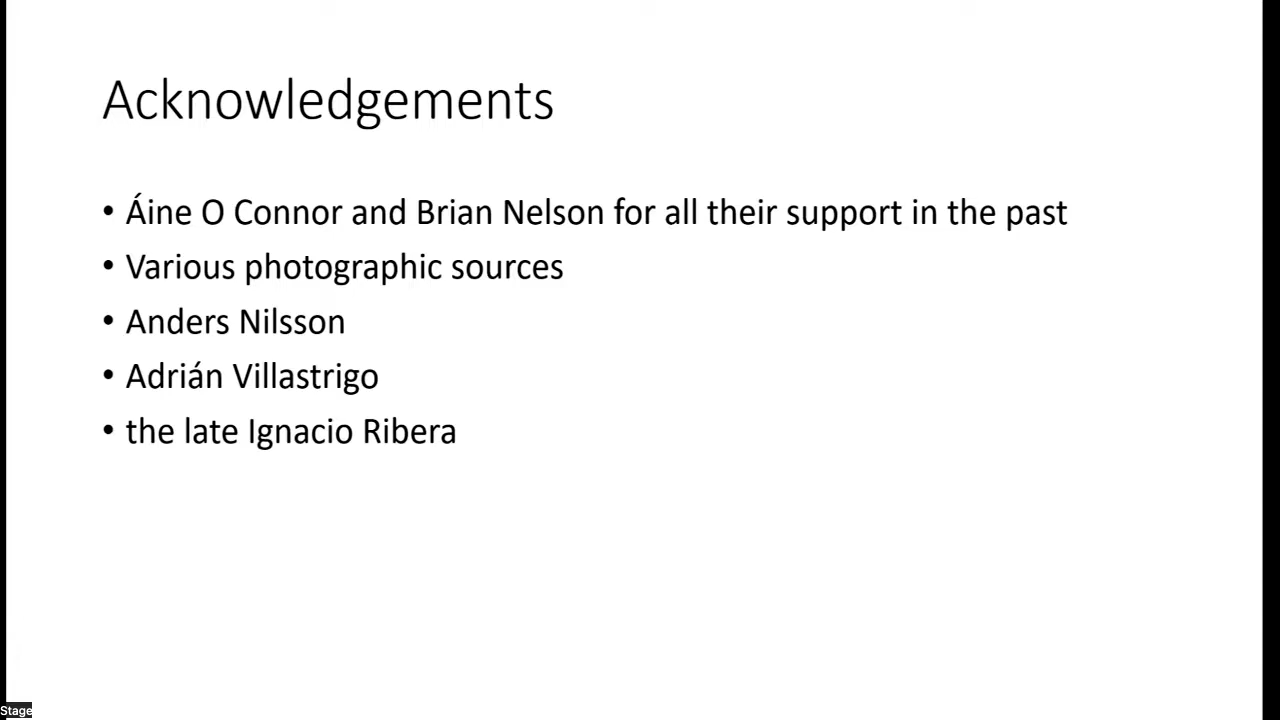 Acknowledgements
• Áine O Connor and Brian Nelson for all their support in the past
• Various photographic sources
• Anders Nilsson
• Adrián Villastrigo
• the late Ignacio Ribera
Stage